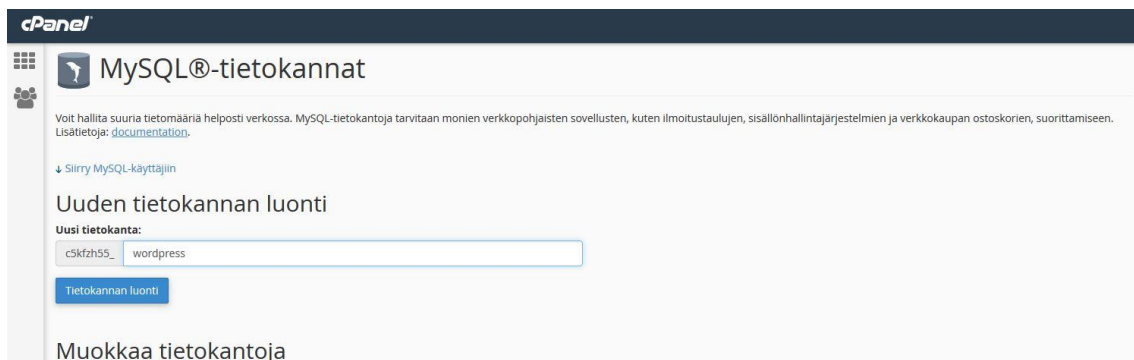 cPanel
MySQL®-tietokannat
Voit hallita suuria tietomääriä helposti verkossa. MySQL-tietokantoja tarvitaan monien verkkopohjaisten sovellusten, kuten ilmoitustaulujen, sisällönhallintajärjestelmien ja verkkokaupan ostoskorien, suorittamiseen.
Lisätietoja: documentation.
↓ Siirry MySQL-käyttäjiin
Uuden tietokannan luonti
Uusi tietokanta:
c5kfzh55_ wordpress
Tietokannan luonti
Muokkaa tietokantoja